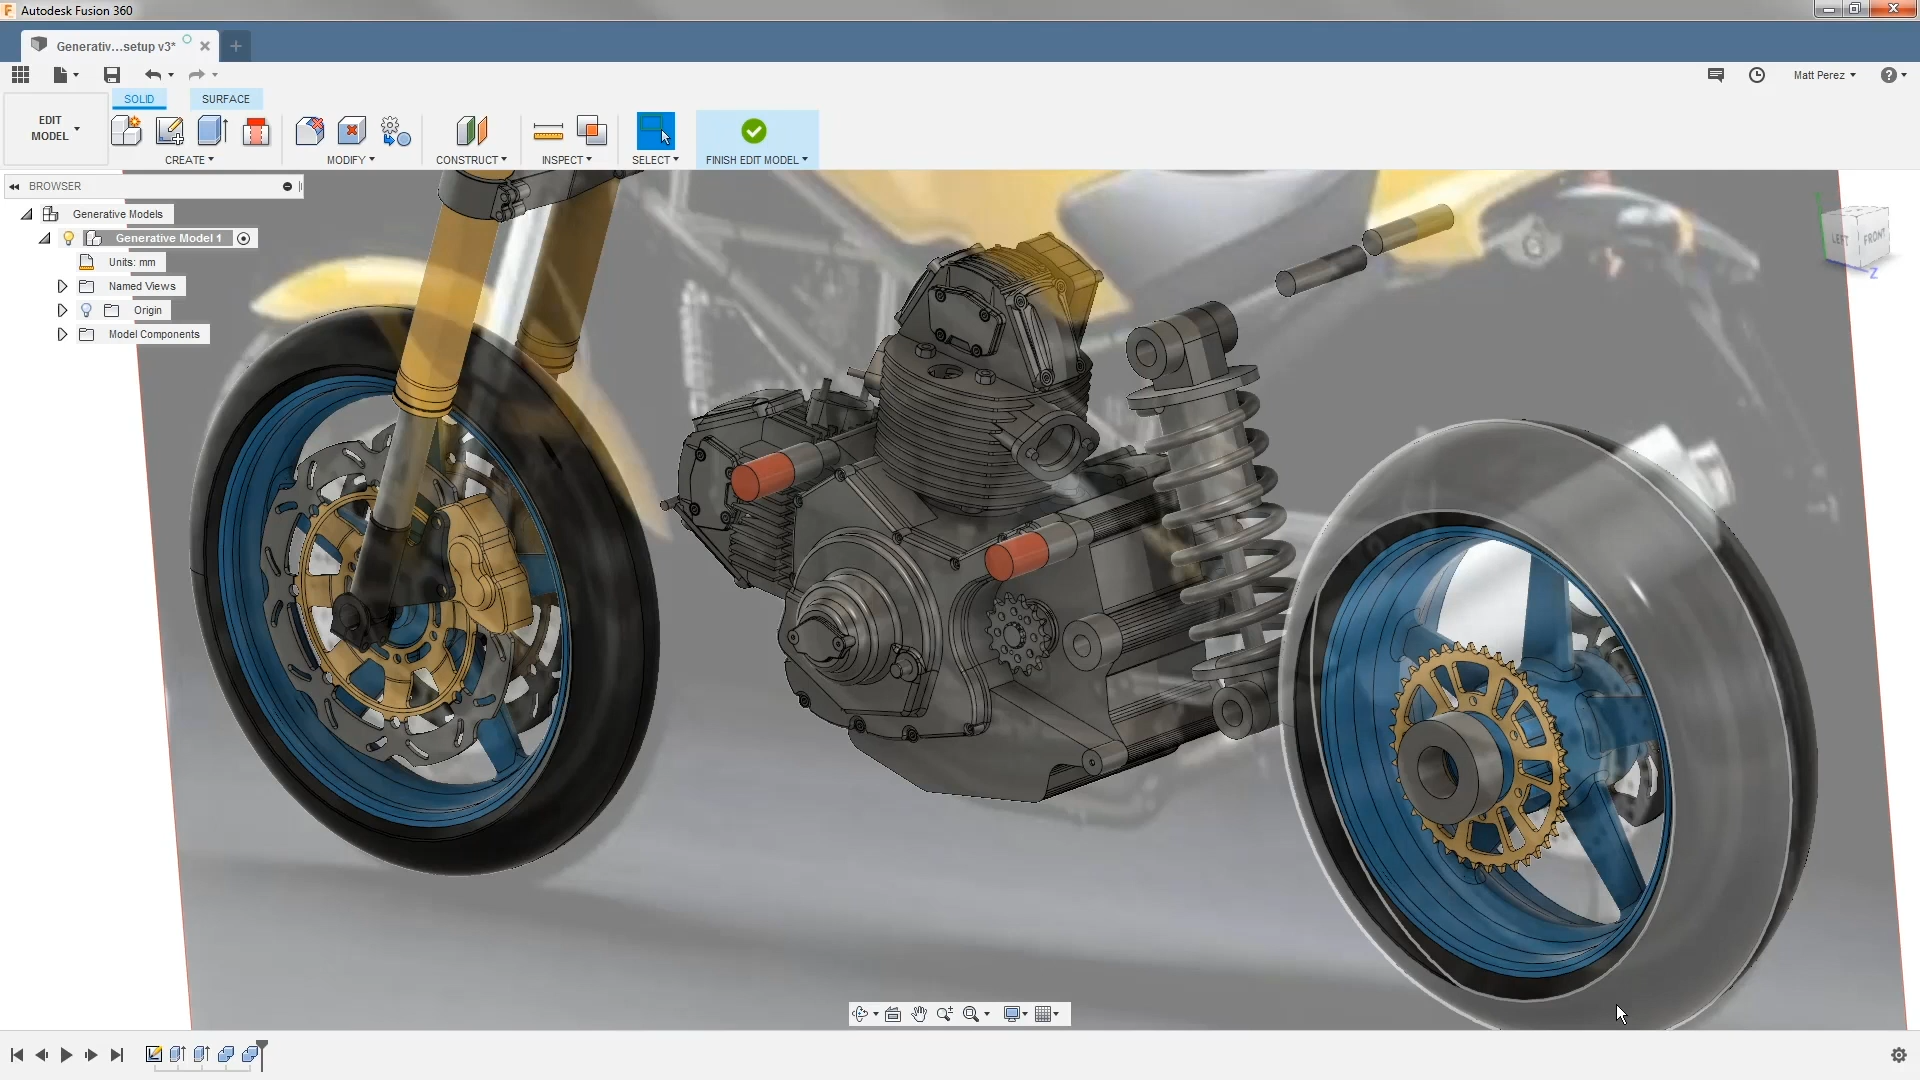 Autodesk Fusion 360
Generativ...setup v3*
Matt Perez
SOLID
SURFACE
EDIT
MODEL
CREATE
MODIFY
CONSTRUCT
INSPECT
SELECT
FINISH EDIT MODEL
BROWSER
Generative Models
Generative Model 1
Units: mm
Named Views
Origin
Model Components
LEFT
FRONT
Z